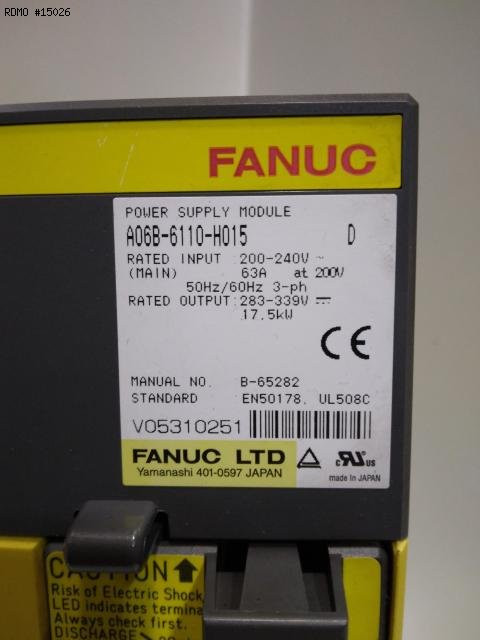 RDMO #15026
FANUC
POWER SUPPLY MODULE
A06B-6110-H015 D
RATED INPUT :200-240V ~
(MAIN) 63A at 200V
50Hz/60Hz 3-ph
RATED OUTPUT:283-339V ⎓
17.5kW
CE
MANUAL NO. B-65282
STANDARD EN50178, UL508C
V05310251
FANUC LTD
Yamanashi 401-0597 JAPAN
c UR US
made in JAPAN
CAUTION
Risk of Electric Shock
LED indicates
Always check first.
DISCHARGE